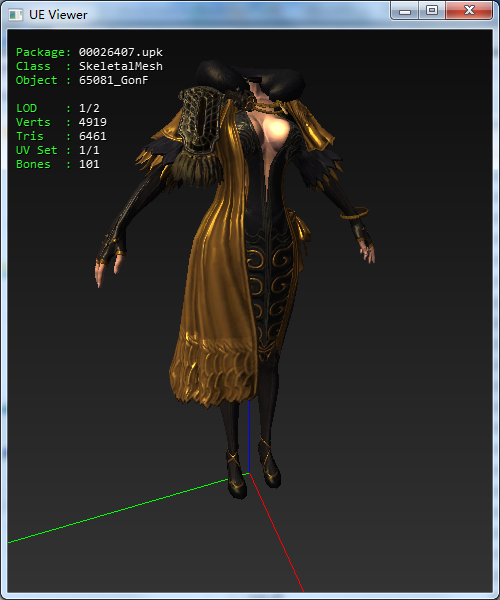 UE Viewer
Package: 00026407.upk
Class : SkeletalMesh
Object : 65081_GonF
LOD : 1/2
Verts : 4919
Tris : 6461
UV Set : 1/1
Bones : 101